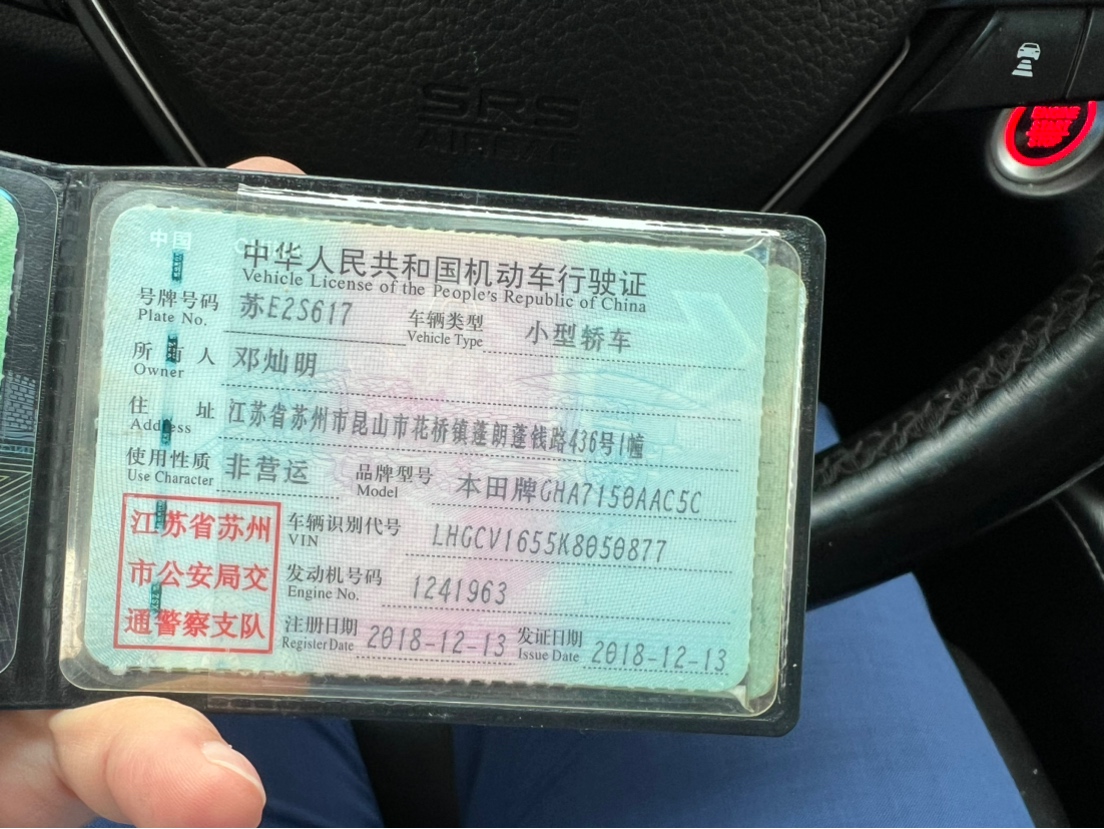 SRS
AIRBAG
中国
中华人民共和国机动车行驶证
Vehicle License of the People's Republic of China
号牌号码 苏E2S617 车辆类型 小型轿车
Plate No. Vehicle Type
所有人 邓灿明
Owner
住址 江苏省苏州市昆山市花桥镇蓬朗蓬钱路436号1幢
Address
使用性质 非营运 品牌型号 本田牌GHA7150AAC5C
Use Character Model
江苏省苏州
市公安局交
通警察支队
车辆识别代号 LHGCV1655K8050877
VIN
发动机号码 1241963
Engine No.
注册日期 2018-12-13 发证日期 2018-12-13
Register Date Issue Date